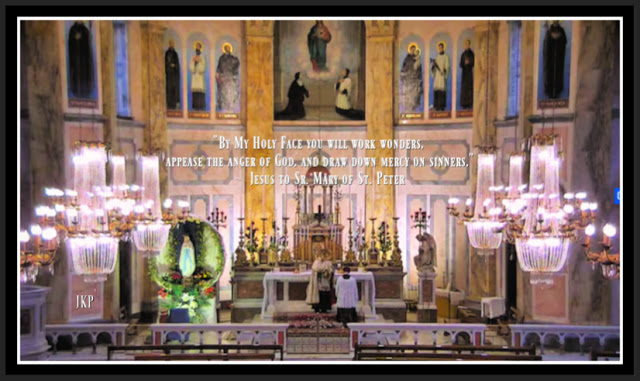 "By My Holy Face you will work wonders,
appease the anger of God, and draw down mercy on sinners."
Jesus to Sr. Mary of St. Peter
JKP